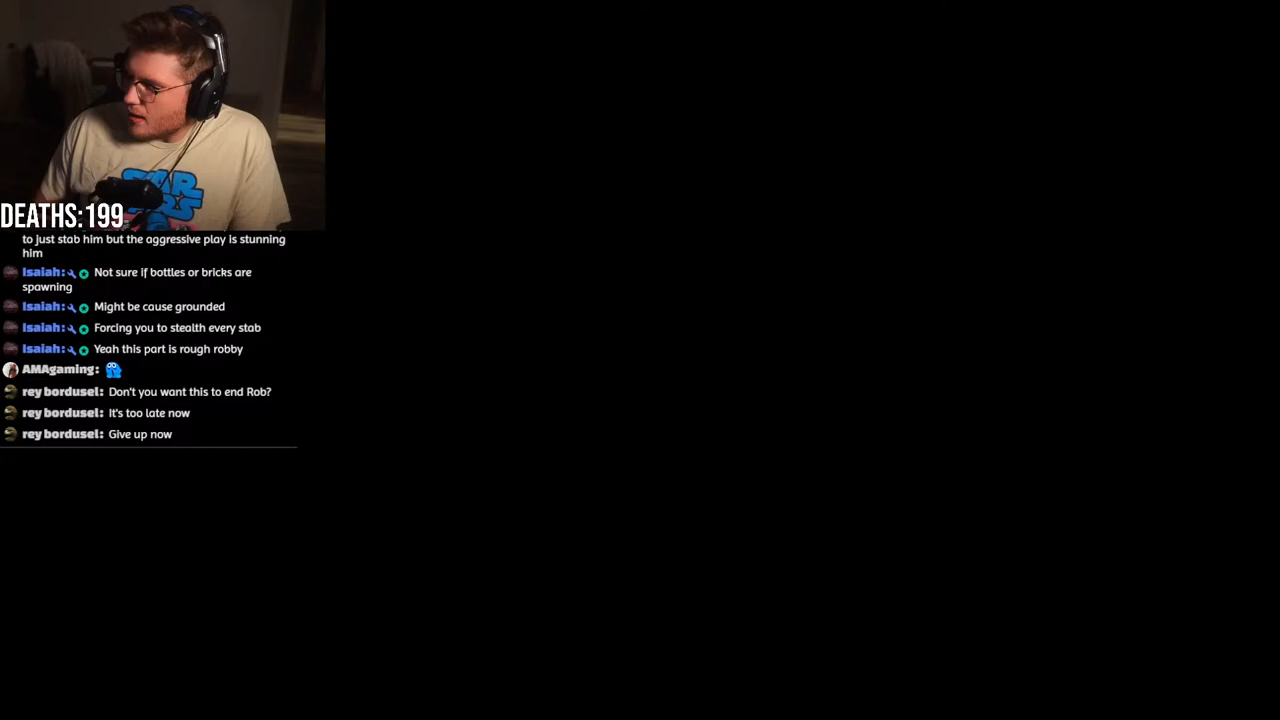 STAR
WARS
DEATHS:199
to just stab him but the aggressive play is stunning
him
Isaiah: Not sure if bottles or bricks are
spawning
Isaiah: Might be cause grounded
Isaiah: Forcing you to stealth every stab
Isaiah: Yeah this part is rough robby
AMAgaming:
rey bordusel: Don't you want this to end Rob?
rey bordusel: It's too late now
rey bordusel: Give up now